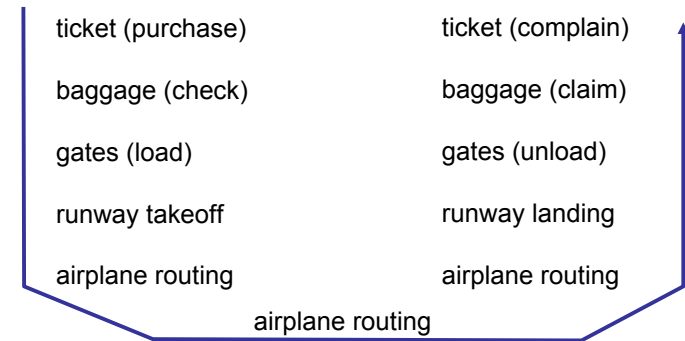 ticket (purchase)
baggage (check)
gates (load)
runway takeoff
airplane routing
ticket (complain)
baggage (claim)
gates (unload)
runway landing
airplane routing
airplane routing